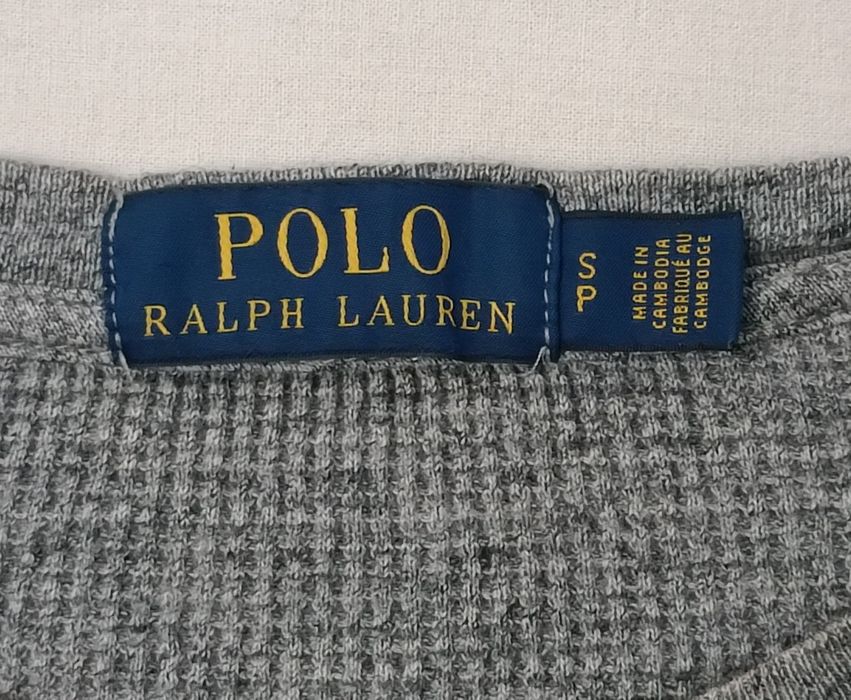 POLO
RALPH LAUREN
S
P
MADE IN
CAMBODIA
FABRIQUÉ AU
CAMBODGE